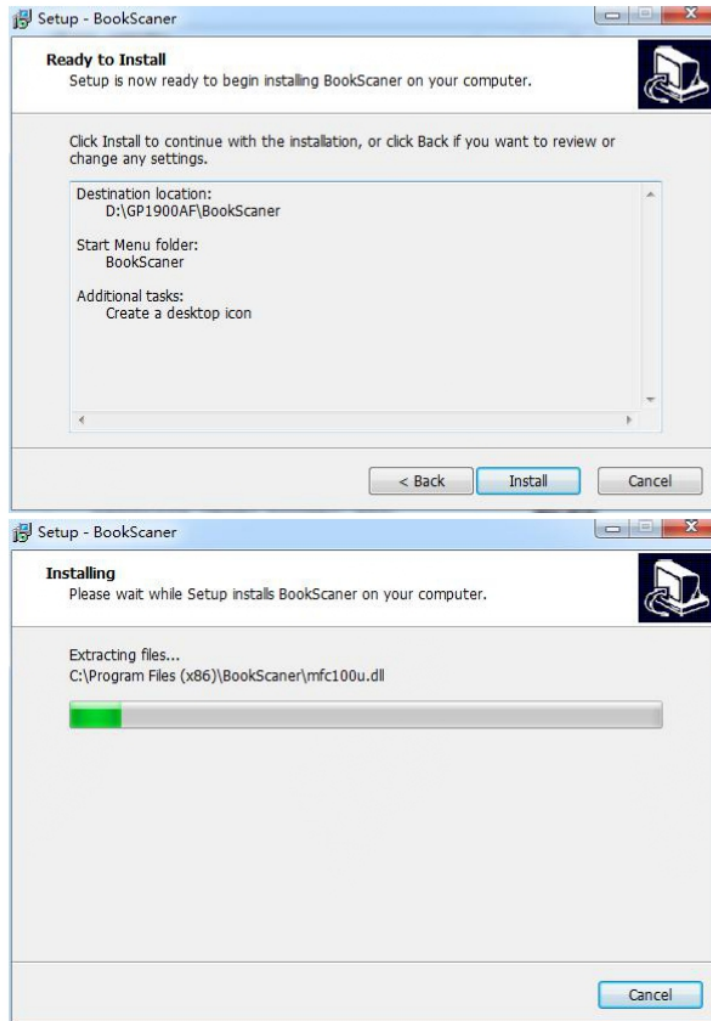 Setup - BookScaner
Ready to Install
Setup is now ready to begin installing BookScaner on your computer.
Click Install to continue with the installation, or click Back if you want to review or
change any settings.
Destination location:
D:\GP1900AF\BookScaner
Start Menu folder:
BookScaner
Additional tasks:
Create a desktop icon
< Back
Install
Cancel
Setup - BookScaner
Installing
Please wait while Setup installs BookScaner on your computer.
Extracting files...
C:\Program Files (x86)\BookScaner\mfc100u.dll
Cancel